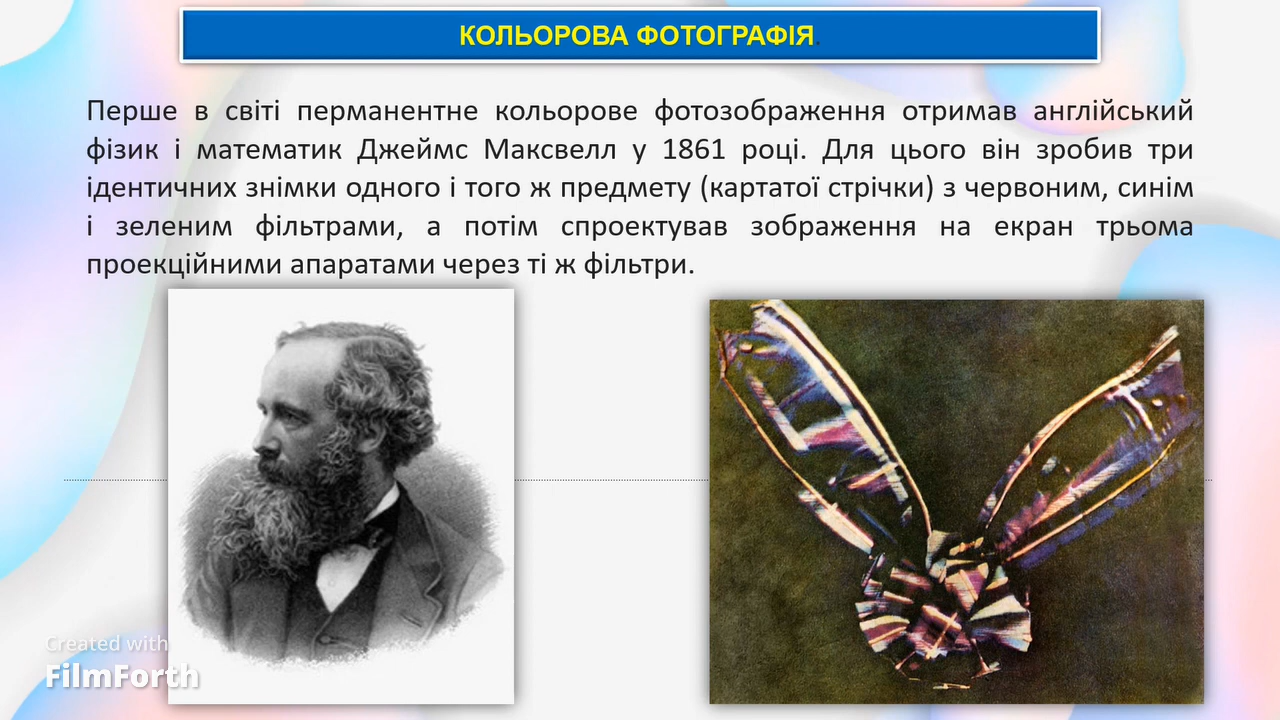 КОЛЬОРОВА ФОТОГРАФІЯ.
Перше в світі перманентне кольорове фотозображення отримав англійський
фізик і математик Джеймс Максвелл у 1861 році. Для цього він зробив три
ідентичних знімки одного і того ж предмету (картатої стрічки) з червоним, синім
і зеленим фільтрами, а потім спроектував зображення на екран трьома
проекційними апаратами через ті ж фільтри.
Created with
FilmForth